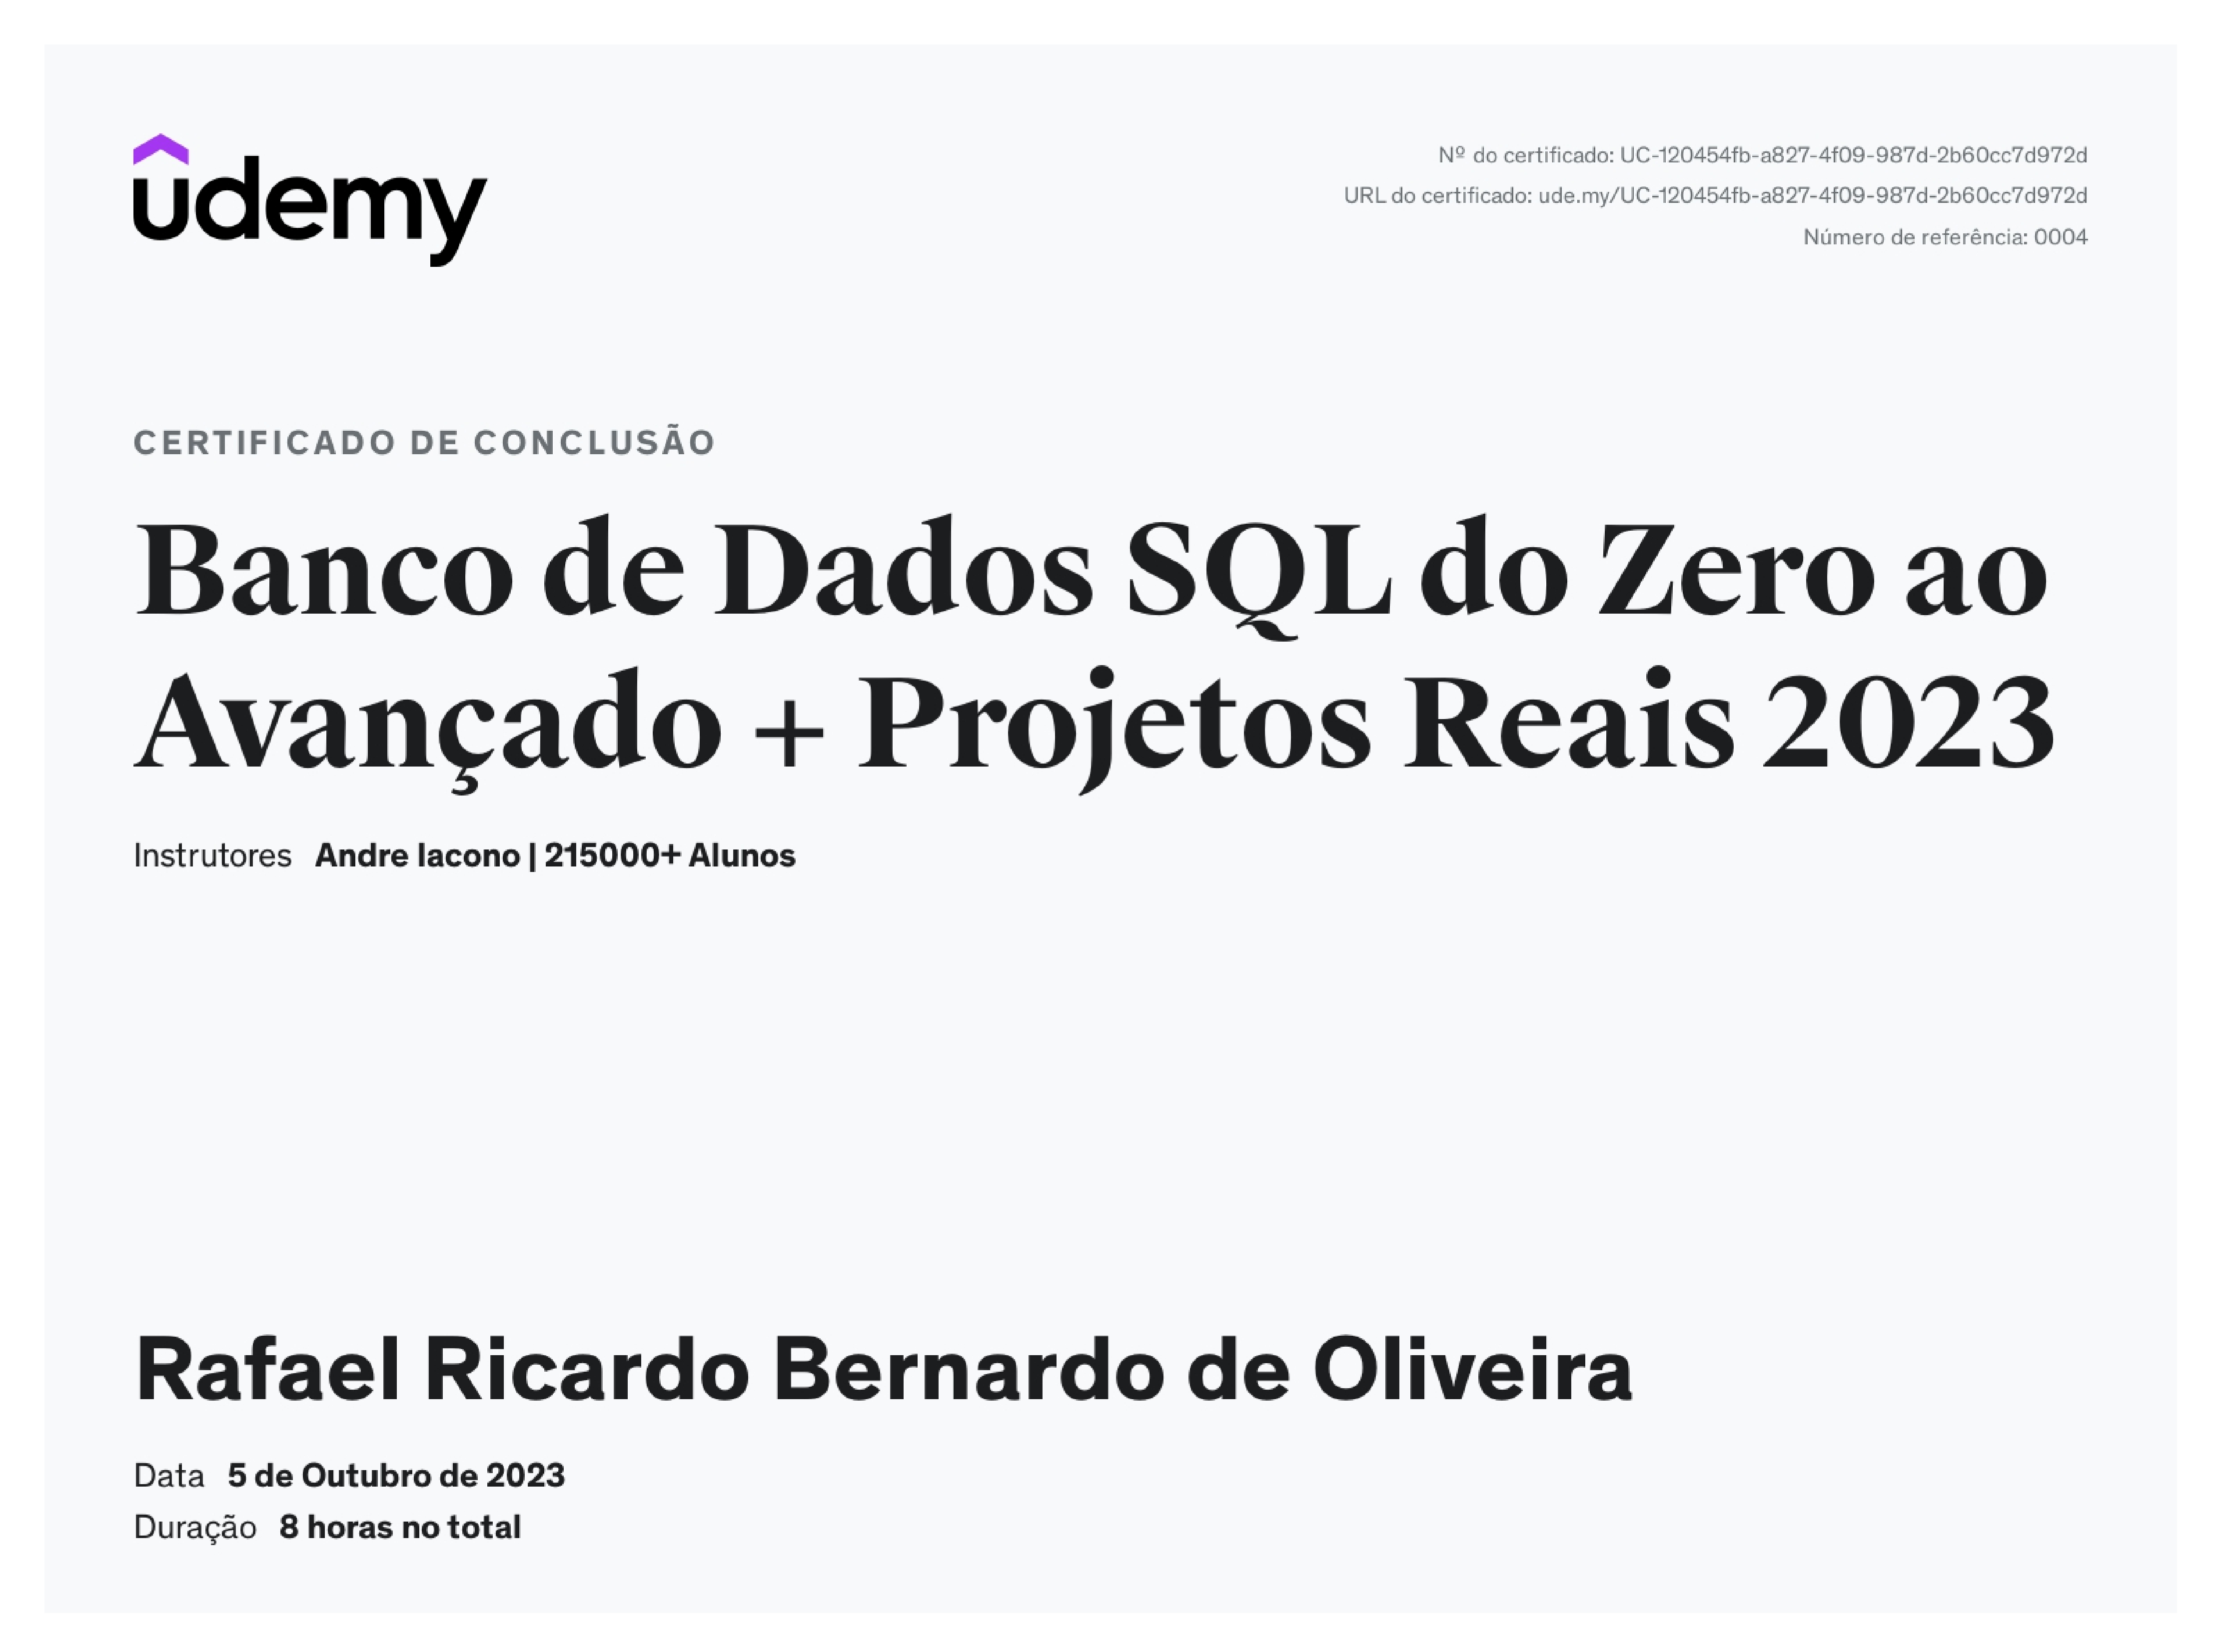 udemy
Nº do certificado: UC-120454fb-a827-4f09-987d-2b60cc7d972d
URL do certificado: ude.my/UC-120454fb-a827-4f09-987d-2b60cc7d972d
Número de referência: 0004
CERTIFICADO DE CONCLUSÃO
Banco de Dados SQL do Zero ao
Avançado + Projetos Reais 2023
Instrutores Andre Iacono | 215000+ Alunos
Rafael Ricardo Bernardo de Oliveira
Data 5 de Outubro de 2023
Duração 8 horas no total